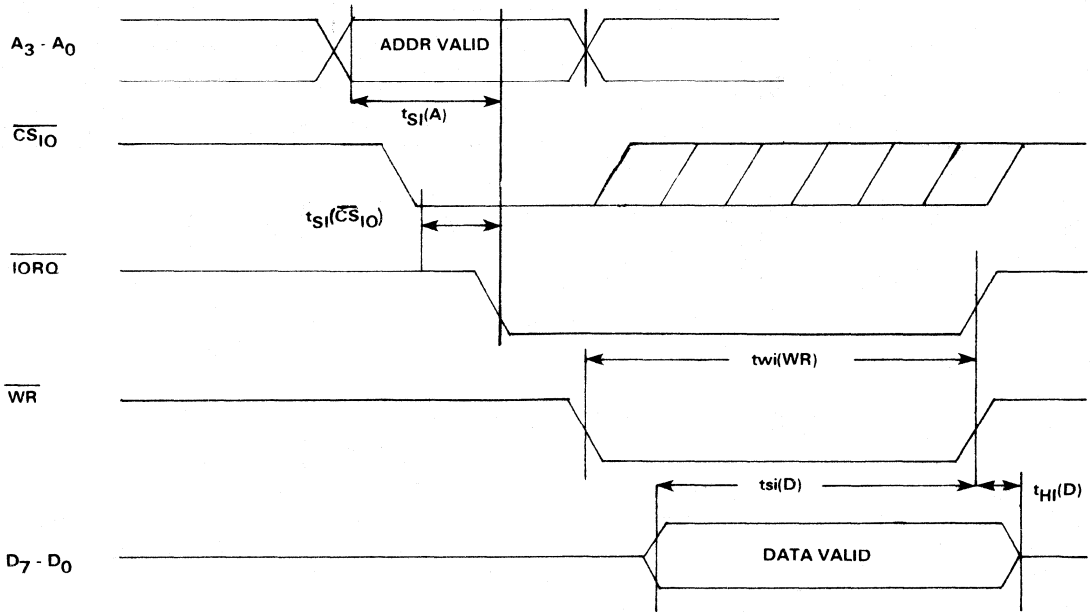 A3 - A0
ADDR VALID
tSI(A)
CSIO
tSI(CSIO)
IORQ
twi(WR)
WR
tsi(D)
tHI(D)
D7 - D0
DATA VALID